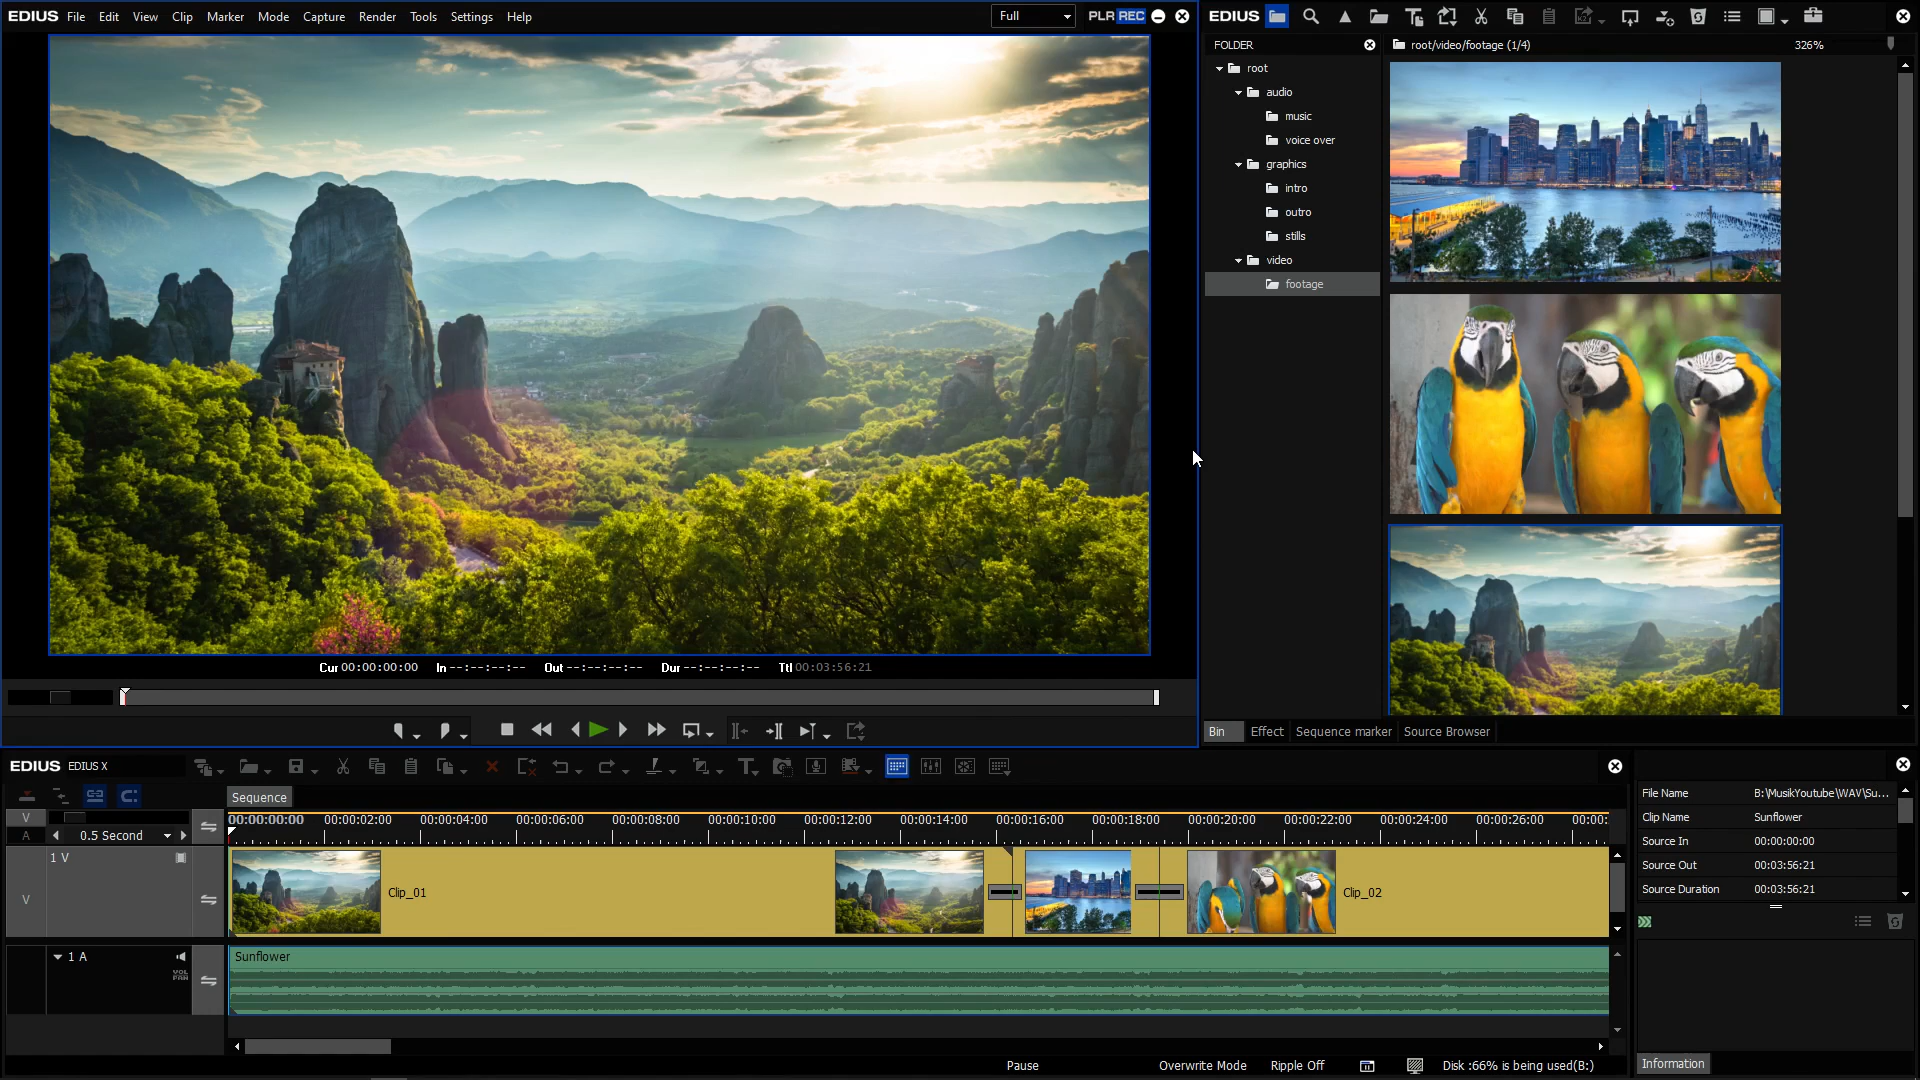 EDIUS File Edit View Clip Marker Mode Capture Render Tools Settings Help Full PLR REC
Cur 00:00:00:00 In --:--:--:-- Out --:--:--:-- Dur --:--:--:-- Ttl 00:03:56:21
EDIUS
FOLDER
root/video/footage (1/4) 326%
root
audio
music
voice over
graphics
intro
outro
stills
video
footage
Bin Effect Sequence marker Source Browser
EDIUS EDIUS X
Sequence
V
A
0.5 Second
00:00:00:00 00:00:02:00 00:00:04:00 00:00:06:00 00:00:08:00 00:00:10:00 00:00:12:00 00:00:14:00 00:00:16:00 00:00:18:00 00:00:20:00 00:00:22:00 00:00:24:00 00:00:26:00 00:00:
1 V
V
Clip_01
Clip_02
1 A
VOL
PAN
Sunflower
Pause Overwrite Mode Ripple Off Disk :66% is being used(B:)
File Name B:\MusikYoutube\WAV\Su...
Clip Name Sunflower
Source In 00:00:00:00
Source Out 00:03:56:21
Source Duration 00:03:56:21
Information